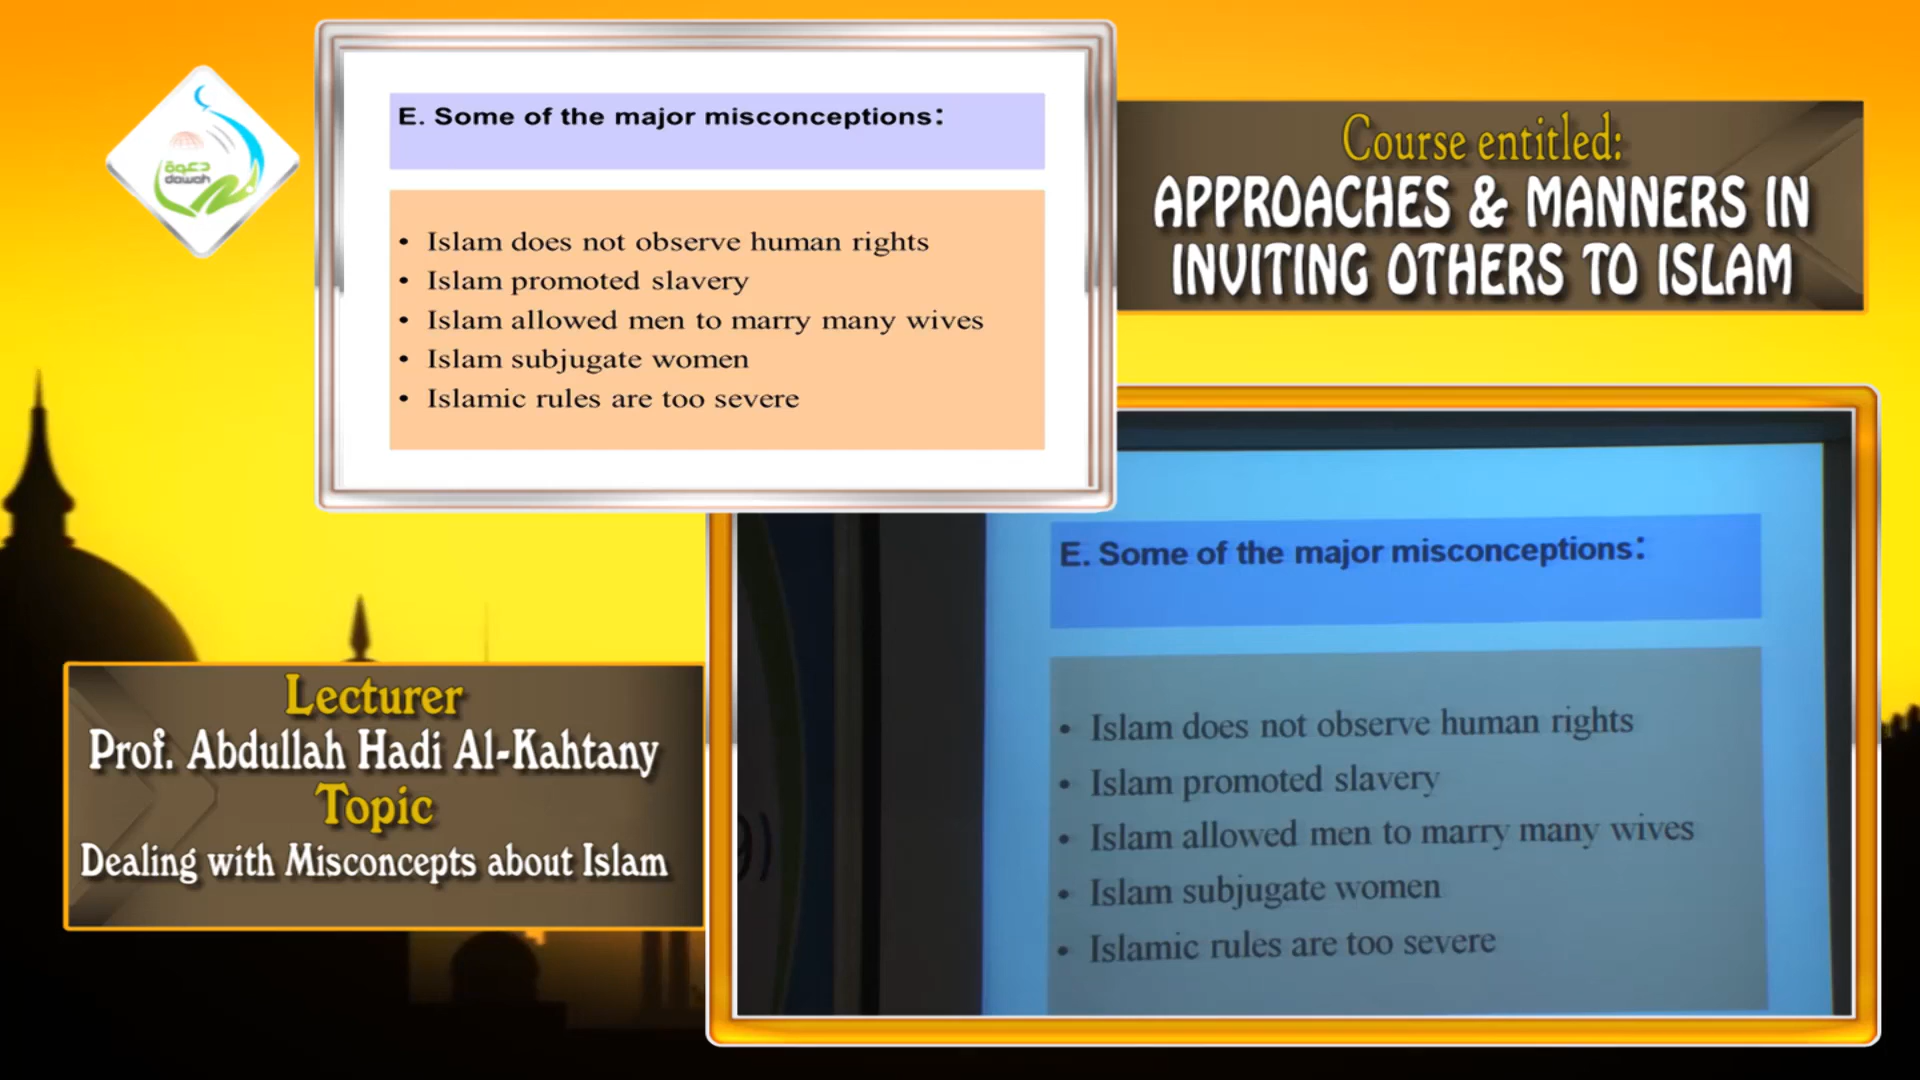 دعوة
dawah
E. Some of the major misconceptions:
• Islam does not observe human rights
• Islam promoted slavery
• Islam allowed men to marry many wives
• Islam subjugate women
• Islamic rules are too severe
Course entitled:
APPROACHES & MANNERS IN
INVITING OTHERS TO ISLAM
Lecturer
Prof. Abdullah Hadi Al-Kahtany
Topic
Dealing with Misconcepts about Islam
E. Some of the major misconceptions:
• Islam does not observe human rights
• Islam promoted slavery
• Islam allowed men to marry many wives
• Islam subjugate women
• Islamic rules are too severe